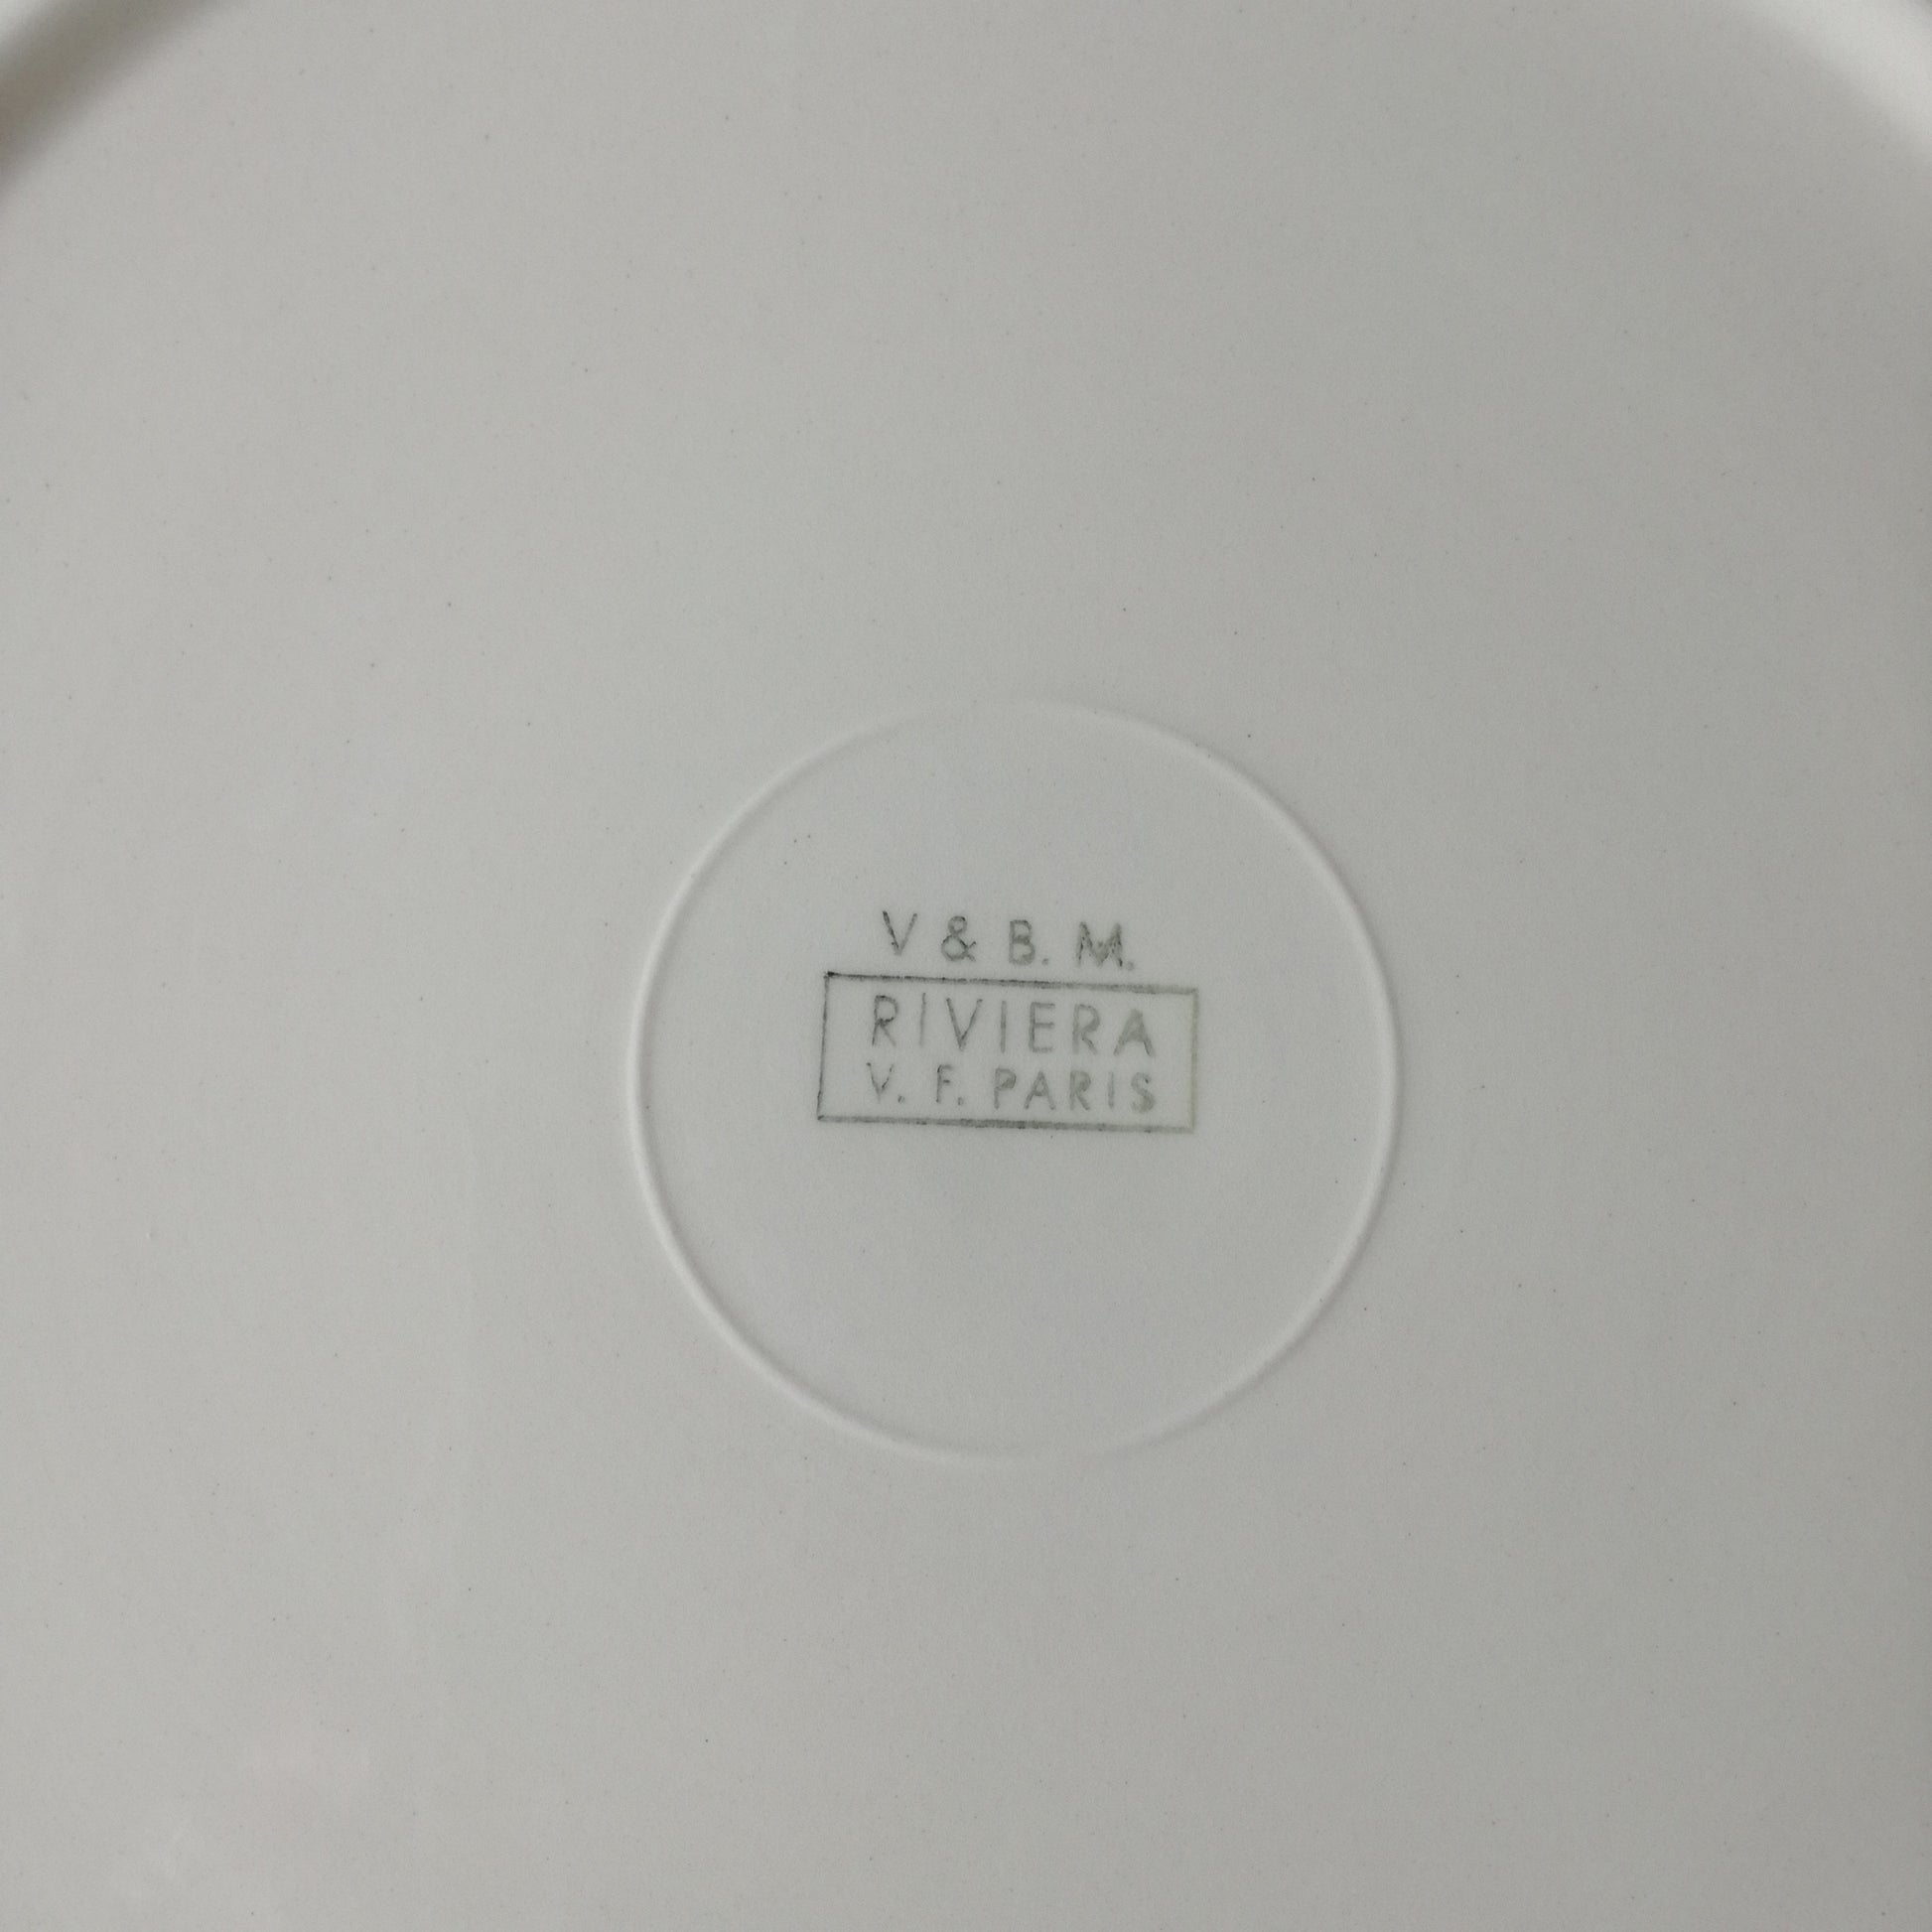 V & B. M.
RIVIERA
V. F. PARIS